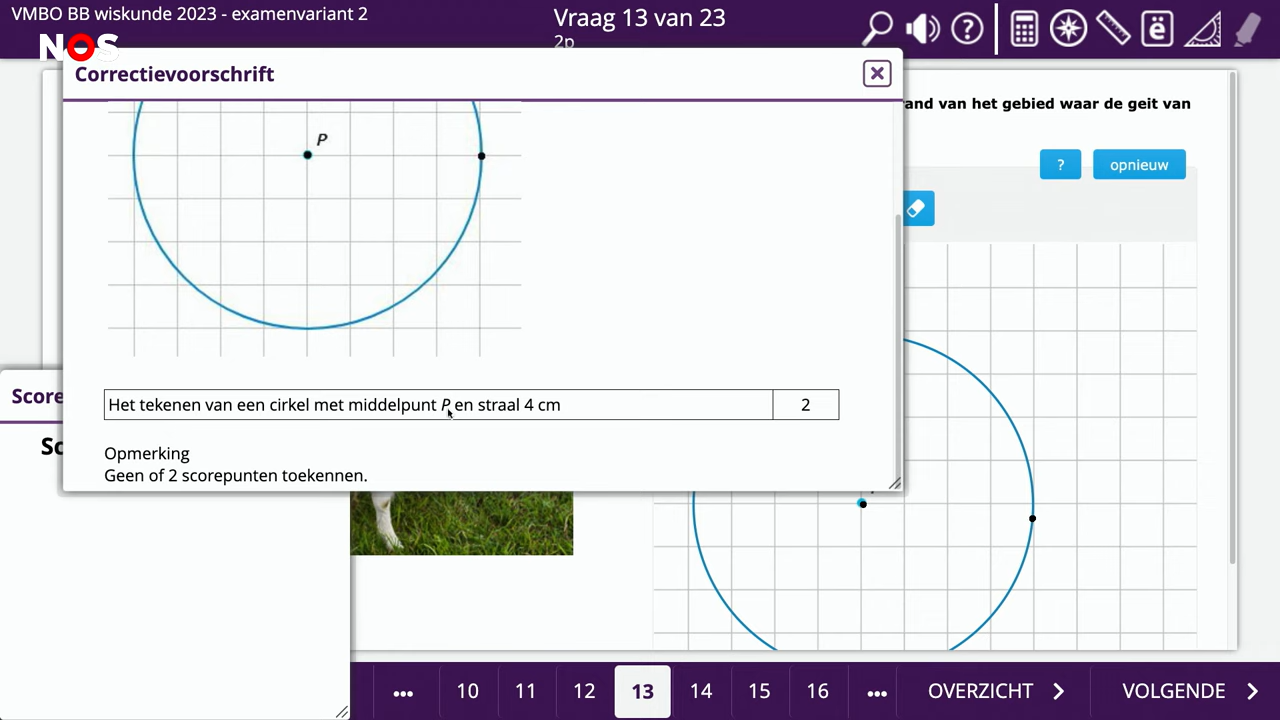 VMBO BB wiskunde 2023 - examenvariant 2
Vraag 13 van 23
2p
NOS
Correctievoorschrift
and van het gebied waar de geit van
?
opnieuw
P
Het tekenen van een cirkel met middelpunt P en straal 4 cm
2
Opmerking
Geen of 2 scorepunten toekennen.
Score
Sc
...
10
11
12
13
14
15
16
...
OVERZICHT
VOLGENDE